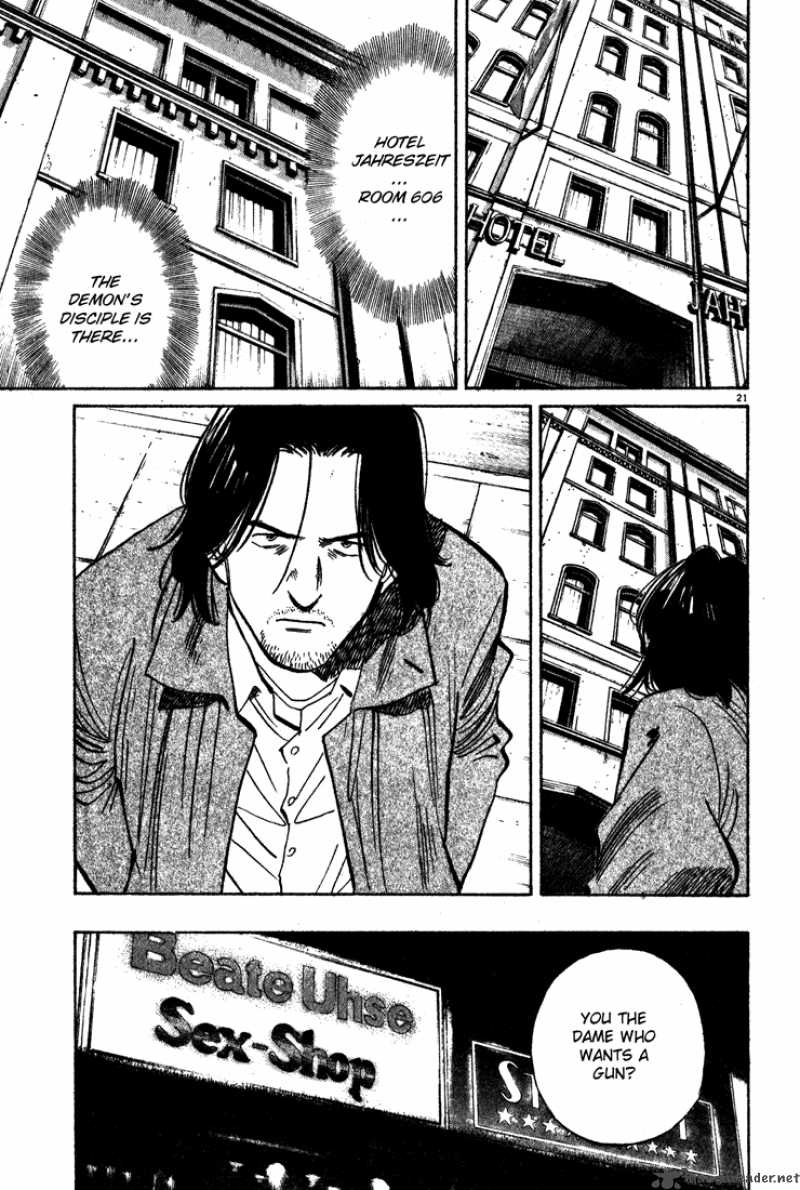 HOTEL
JAH
HOTEL
JAHRESZEIT
...
ROOM 606
...
THE
DEMON'S
DISCIPLE IS
THERE...
21
Beate Uhse
Sex-Shop
YOU THE
DAME WHO
WANTS A
GUN?